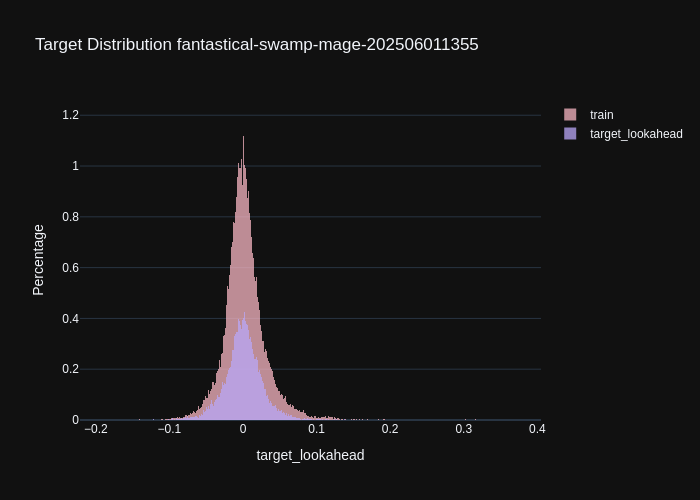 Target Distribution fantastical-swamp-mage-202506011355
train
target_lookahead
1.2
1
0.8
0.6
0.4
0.2
0
Percentage
−0.2 −0.1 0 0.1 0.2 0.3 0.4
target_lookahead